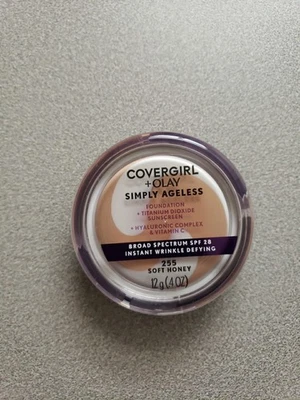 COVERGIRL
+OLAY
SIMPLY AGELESS
FOUNDATION
+ TITANIUM DIOXIDE
SUNSCREEN
+ HYALURONIC COMPLEX
& VITAMIN C
BROAD SPECTRUM SPF 28
INSTANT WRINKLE DEFYING
255
SOFT HONEY
12g (.4 OZ)